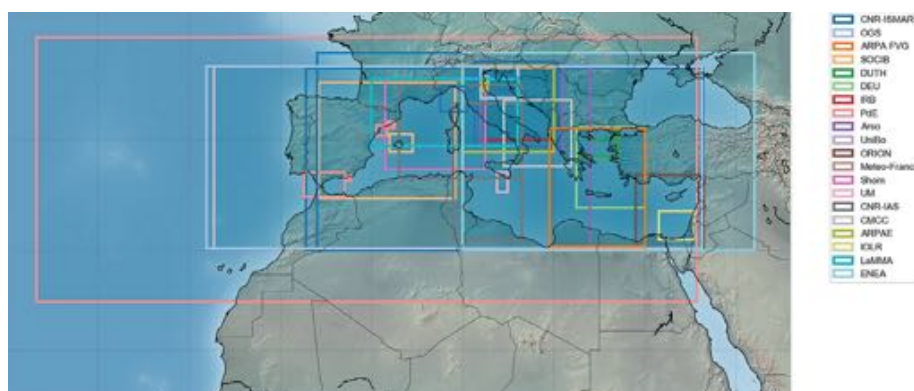 CNR-ISMAR
OGS
ARPA FVG
SOCIB
DUTH
DEU
IRB
PdE
Arso
UniBo
ORION
Meteo-Franc
Shom
UM
CNR-IAS
CMCC
ARPAE
IOLR
LaMMA
ENEA